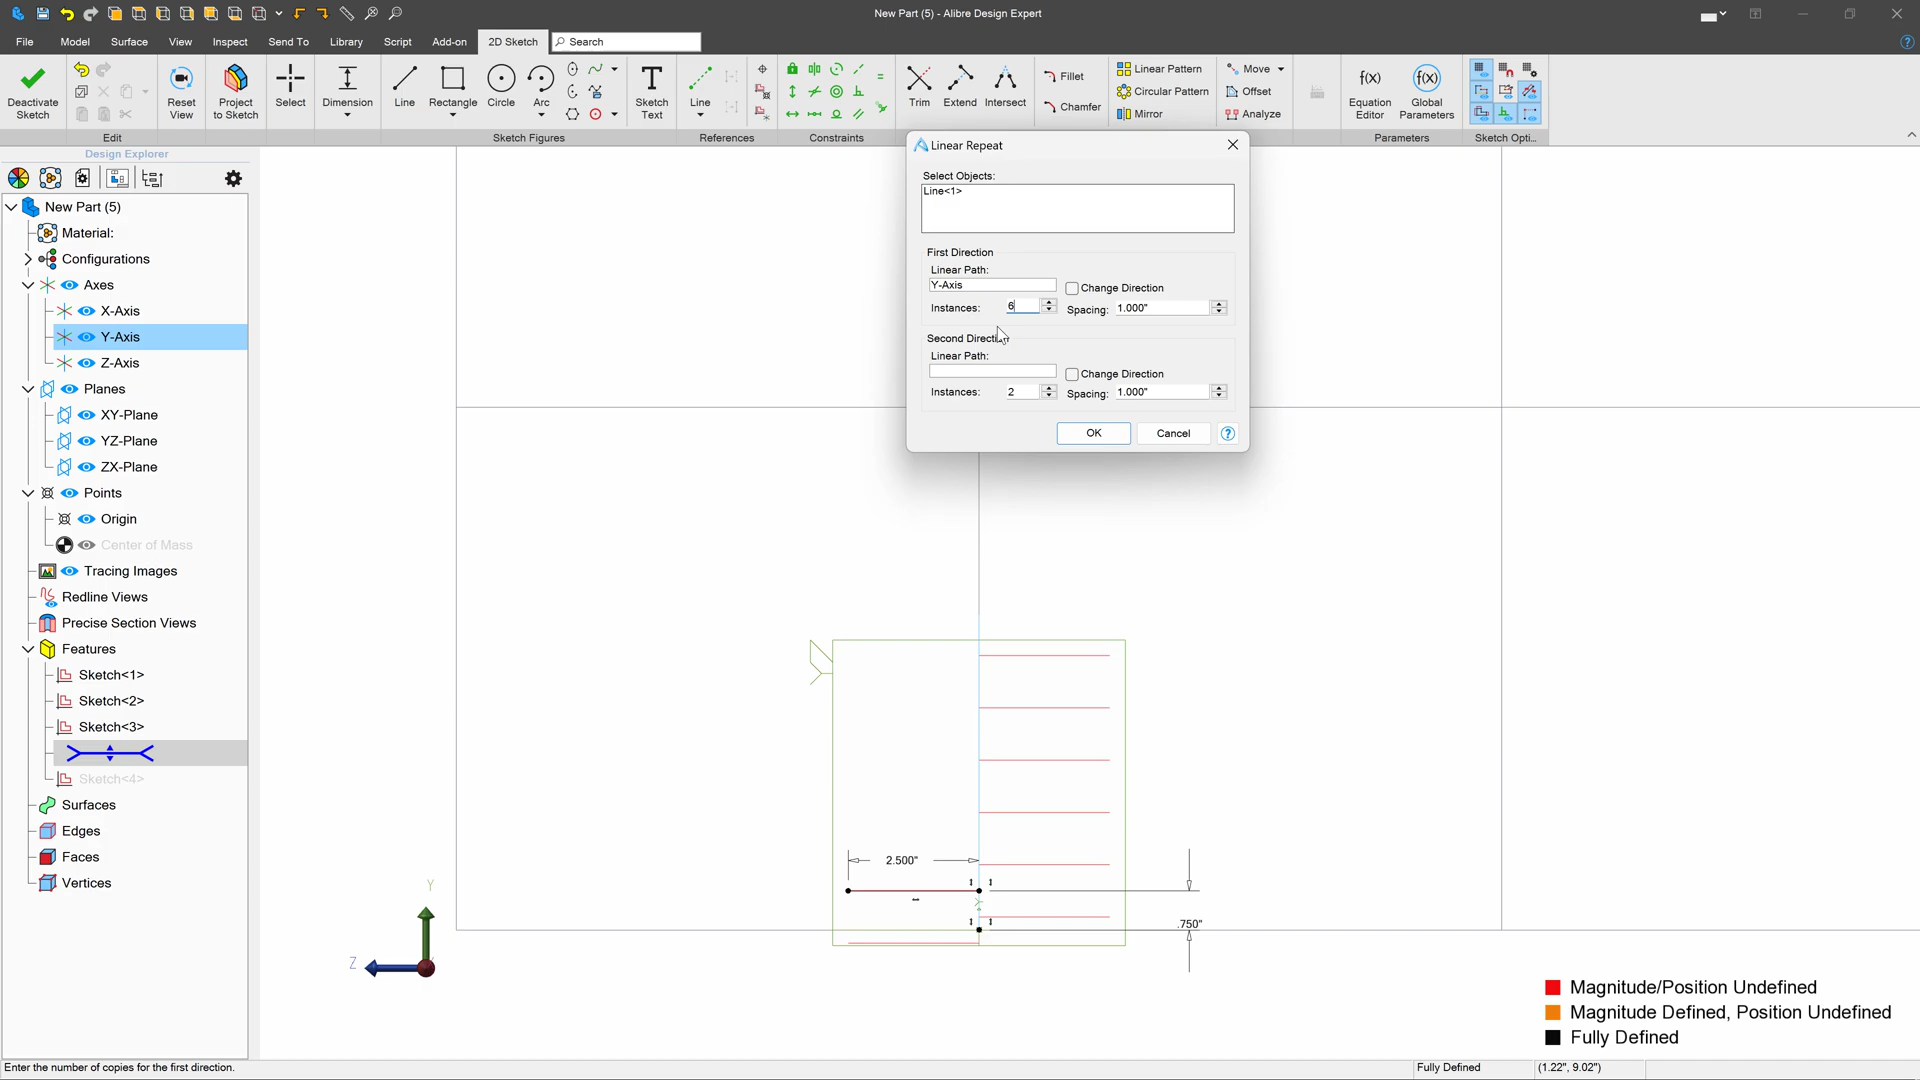 New Part (5) - Alibre Design Expert
File
Model
Surface
View
Inspect
Send To
Library
Script
Add-on
2D Sketch
Search
Deactivate
Sketch
Edit
Reset
View
Project
to Sketch
Select
Dimension
Line
Rectangle
Circle
Arc
Sketch Figures
Sketch
Text
Line
References
Constraints
Trim
Extend
Intersect
Fillet
Chamfer
Linear Pattern
Circular Pattern
Mirror
Move
Offset
Analyze
f(x)
Equation
Editor
f(x)
Global
Parameters
Parameters
Sketch Opti...
Design Explorer
New Part (5)
Material:
Configurations
Axes
X-Axis
Y-Axis
Z-Axis
Planes
XY-Plane
YZ-Plane
ZX-Plane
Points
Origin
Center of Mass
Tracing Images
Redline Views
Precise Section Views
Features
Sketch<1>
Sketch<2>
Sketch<3>
Sketch<4>
Surfaces
Edges
Faces
Vertices
Linear Repeat
Select Objects:
Line<1>
First Direction
Linear Path:
Y-Axis
Change Direction
Instances: 6
Spacing: 1.000"
Second Direction
Linear Path:
Change Direction
Instances: 2
Spacing: 1.000"
OK
Cancel
?
2.500"
.750"
Y
Z
Magnitude/Position Undefined
Magnitude Defined, Position Undefined
Fully Defined
Enter the number of copies for the first direction.
Fully Defined
(1.22", 9.02")